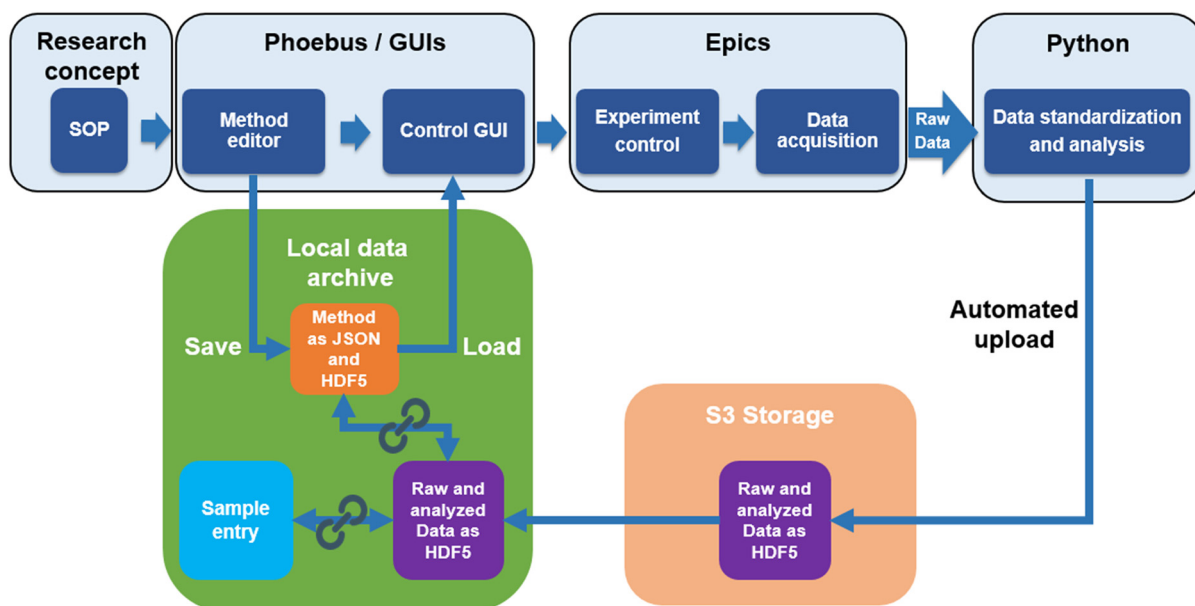 Research
concept
Phoebus / GUIs
Epics
Python
SOP
Method
editor
Control GUI
Experiment
control
Data
acquisition
Raw
Data
Data standardization
and analysis
Local data
archive
Method
as JSON
and
HDF5
Save
Load
Automated
upload
S3 Storage
Sample
entry
Raw and
analyzed
Data as
HDF5
Raw and
analyzed
Data as
HDF5